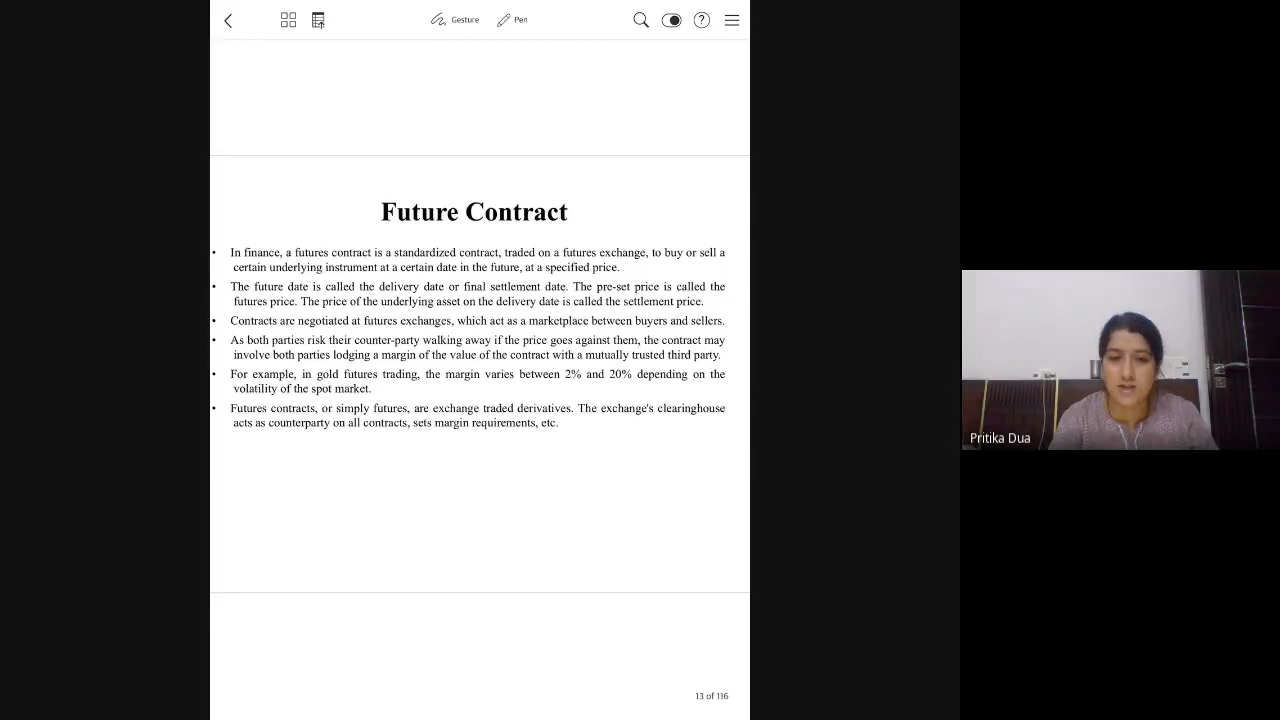 Gesture
Pen
Future Contract
• In finance, a futures contract is a standardized contract, traded on a futures exchange, to buy or sell a
certain underlying instrument at a certain date in the future, at a specified price.
• The future date is called the delivery date or final settlement date. The pre-set price is called the
futures price. The price of the underlying asset on the delivery date is called the settlement price.
• Contracts are negotiated at futures exchanges, which act as a marketplace between buyers and sellers.
• As both parties risk their counter-party walking away if the price goes against them, the contract may
involve both parties lodging a margin of the value of the contract with a mutually trusted third party.
• For example, in gold futures trading, the margin varies between 2% and 20% depending on the
volatility of the spot market.
• Futures contracts, or simply futures, are exchange traded derivatives. The exchange's clearinghouse
acts as counterparty on all contracts, sets margin requirements, etc.
13 of 116
Pritika Dua